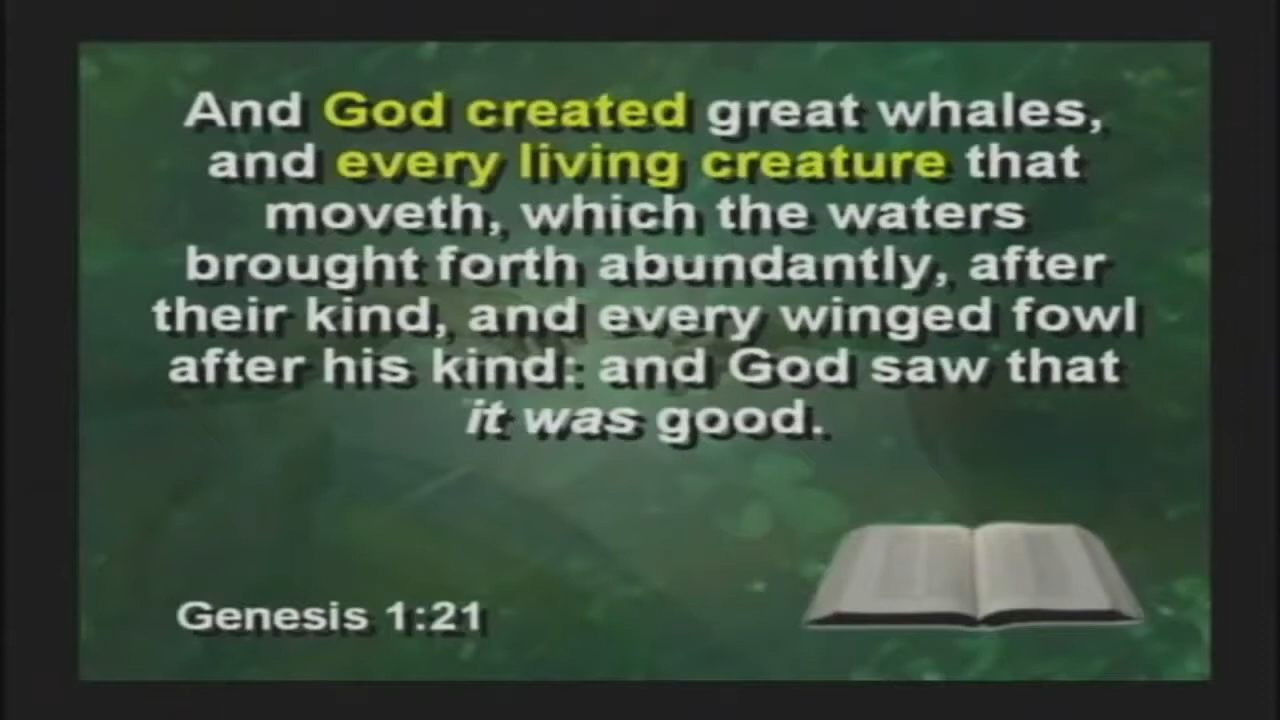 And God created great whales,
and every living creature that
moveth, which the waters
brought forth abundantly, after
their kind, and every winged fowl
after his kind: and God saw that
it was good.
Genesis 1:21